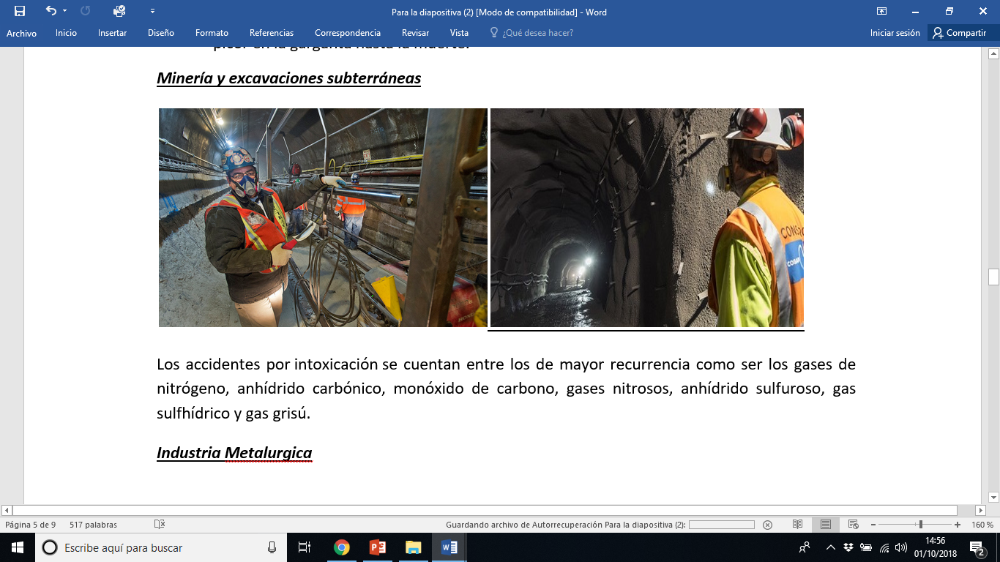 Para la diapositiva (2) [Modo de compatibilidad] - Word
Archivo Inicio Insertar Diseño Formato Referencias Correspondencia Revisar Vista ¿Qué desea hacer? Iniciar sesión Compartir
picor en la garganta hasta la muerte.
Minería y excavaciones subterráneas
CONS
Los accidentes por intoxicación se cuentan entre los de mayor recurrencia como ser los gases de
nitrógeno, anhídrido carbónico, monóxido de carbono, gases nitrosos, anhídrido sulfuroso, gas
sulfhídrico y gas grisú.
Industria Metalurgica
Página 5 de 9 517 palabras Guardando archivo de Autorrecuperación Para la diapositiva (2): 160 %
Escribe aquí para buscar
14:56
01/10/2018
2